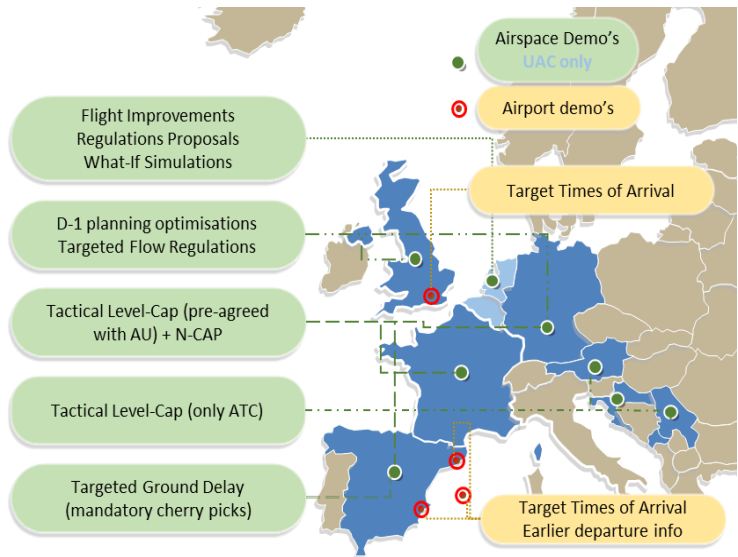 Airspace Demo's
UAC only
Airport demo's
Flight Improvements
Regulations Proposals
What-If Simulations
Target Times of Arrival
D-1 planning optimisations
Targeted Flow Regulations
Tactical Level-Cap (pre-agreed
with AU) + N-CAP
Tactical Level-Cap (only ATC)
Targeted Ground Delay
(mandatory cherry picks)
Target Times of Arrival
Earlier departure info